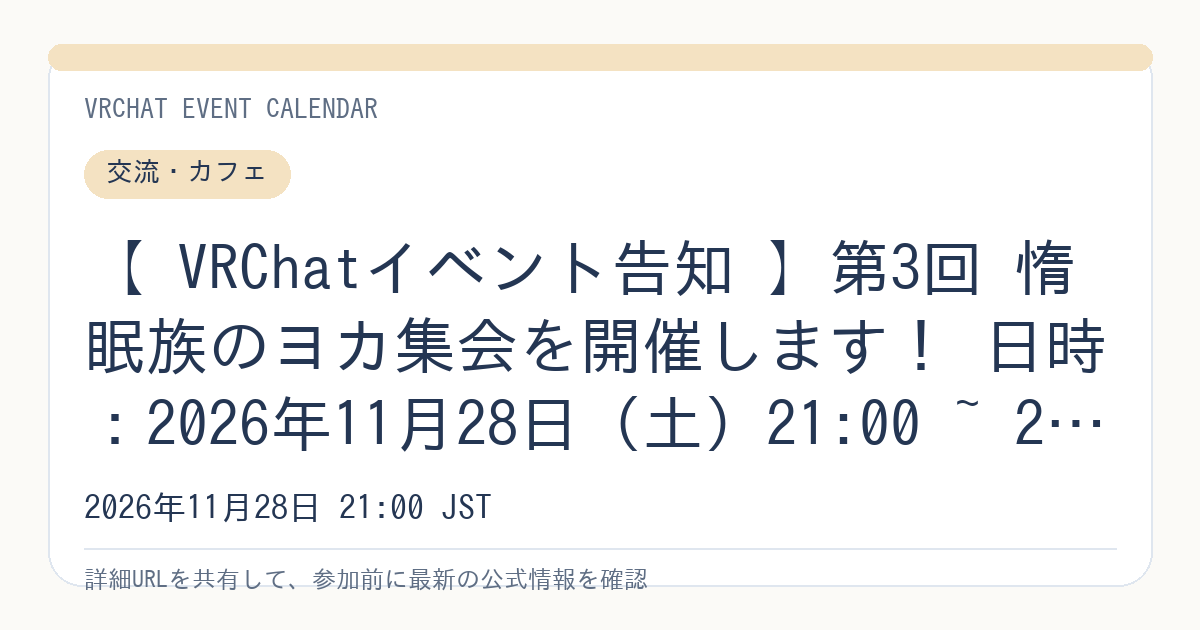 VRCHAT EVENT CALENDAR
交流・カフェ
【 VRChatイベント告知 】第3回 惰
眠族のヨカ集会を開催します！ 日時
：2026年11月28日（土）21:00 ~ 2…
2026年11月28日 21:00 JST
詳細URLを共有して、参加前に最新の公式情報を確認